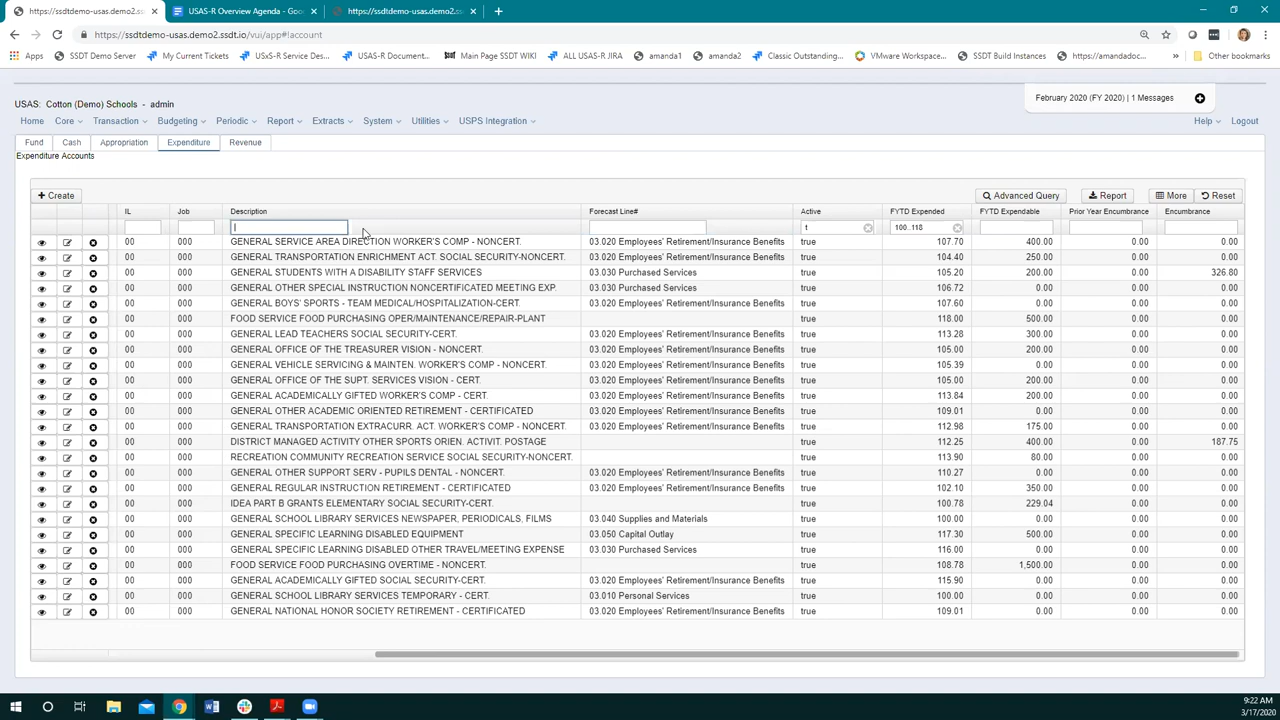 https://ssdtdemo-usas.demo2.ssdt. USAS-R Overview Agenda - Goo https://ssdtdemo-usas.demo2.ssdt.
https://ssdtdemo-usas.demo2.ssdt.io/vui/app#!account
Apps SSDT Demo Server My Current Tickets USxS-R Service Des... USAS-R Document... Main Page SSDT WIKI ALL USAS-R JIRA amanda1 amanda2 Classic Outstanding... VMware Workspace... SSDT Build Instances https://amandadoc... » Other bookmarks
February 2020 (FY 2020) | 1 Messages
USAS: Cotton (Demo) Schools - admin
Home Core Transaction Budgeting Periodic Report Extracts System Utilities USPS Integration Help Logout
Fund Cash Appropriation Expenditure Revenue
Expenditure Accounts
+ Create Advanced Query Report More Reset
IL Job Description Forecast Line# Active FYTD Expended FYTD Expendable Prior Year Encumbrance Encumbrance
t 100..118
00 000 GENERAL SERVICE AREA DIRECTION WORKER'S COMP - NONCERT. 03.020 Employees' Retirement/Insurance Benefits true 107.70 400.00 0.00 0.00
00 000 GENERAL TRANSPORTATION ENRICHMENT ACT. SOCIAL SECURITY-NONCERT. 03.020 Employees' Retirement/Insurance Benefits true 104.40 250.00 0.00 0.00
00 000 GENERAL STUDENTS WITH A DISABILITY STAFF SERVICES 03.030 Purchased Services true 105.20 200.00 0.00 326.80
00 000 GENERAL OTHER SPECIAL INSTRUCTION NONCERTIFICATED MEETING EXP. 03.030 Purchased Services true 106.72 0.00 0.00 0.00
00 000 GENERAL BOYS' SPORTS - TEAM MEDICAL/HOSPITALIZATION-CERT. 03.020 Employees' Retirement/Insurance Benefits true 107.60 0.00 0.00 0.00
00 000 FOOD SERVICE FOOD PURCHASING OPER/MAINTENANCE/REPAIR-PLANT true 118.00 500.00 0.00 0.00
00 000 GENERAL LEAD TEACHERS SOCIAL SECURITY-CERT. 03.020 Employees' Retirement/Insurance Benefits true 113.28 300.00 0.00 0.00
00 000 GENERAL OFFICE OF THE TREASURER VISION - NONCERT. 03.020 Employees' Retirement/Insurance Benefits true 105.00 200.00 0.00 0.00
00 000 GENERAL VEHICLE SERVICING & MAINTEN. WORKER'S COMP - NONCERT. 03.020 Employees' Retirement/Insurance Benefits true 105.39 0.00 0.00 0.00
00 000 GENERAL OFFICE OF THE SUPT. SERVICES VISION - CERT. 03.020 Employees' Retirement/Insurance Benefits true 105.00 200.00 0.00 0.00
00 000 GENERAL ACADEMICALLY GIFTED WORKER'S COMP - CERT. 03.020 Employees' Retirement/Insurance Benefits true 113.84 200.00 0.00 0.00
00 000 GENERAL OTHER ACADEMIC ORIENTED RETIREMENT - CERTIFICATED 03.020 Employees' Retirement/Insurance Benefits true 109.01 0.00 0.00 0.00
00 000 GENERAL TRANSPORTATION EXTRACURR. ACT. WORKER'S COMP - NONCERT. 03.020 Employees' Retirement/Insurance Benefits true 112.98 175.00 0.00 0.00
00 000 DISTRICT MANAGED ACTIVITY OTHER SPORTS ORIEN. ACTIVIT. POSTAGE true 112.25 400.00 0.00 187.75
00 000 RECREATION COMMUNITY RECREATION SERVICE SOCIAL SECURITY-NONCERT. true 113.90 80.00 0.00 0.00
00 000 GENERAL OTHER SUPPORT SERV - PUPILS DENTAL - NONCERT. 03.020 Employees' Retirement/Insurance Benefits true 110.27 0.00 0.00 0.00
00 000 GENERAL REGULAR INSTRUCTION RETIREMENT - CERTIFICATED 03.020 Employees' Retirement/Insurance Benefits true 102.10 350.00 0.00 0.00
00 000 IDEA PART B GRANTS ELEMENTARY SOCIAL SECURITY-CERT. true 100.78 229.04 0.00 0.00
00 000 GENERAL SCHOOL LIBRARY SERVICES NEWSPAPER, PERIODICALS, FILMS 03.040 Supplies and Materials true 100.00 0.00 0.00 0.00
00 000 GENERAL SPECIFIC LEARNING DISABLED EQUIPMENT 03.050 Capital Outlay true 117.30 500.00 0.00 0.00
00 000 GENERAL SPECIFIC LEARNING DISABLED OTHER TRAVEL/MEETING EXPENSE 03.030 Purchased Services true 116.00 0.00 0.00 0.00
00 000 FOOD SERVICE FOOD PURCHASING OVERTIME - NONCERT. true 108.78 1,500.00 0.00 0.00
00 000 GENERAL ACADEMICALLY GIFTED SOCIAL SECURITY-CERT. 03.020 Employees' Retirement/Insurance Benefits true 115.90 0.00 0.00 0.00
00 000 GENERAL SCHOOL LIBRARY SERVICES TEMPORARY - CERT. 03.010 Personal Services true 100.00 0.00 0.00 0.00
00 000 GENERAL NATIONAL HONOR SOCIETY RETIREMENT - CERTIFICATED 03.020 Employees' Retirement/Insurance Benefits true 109.01 0.00 0.00 0.00
9:22 AM
3/17/2020